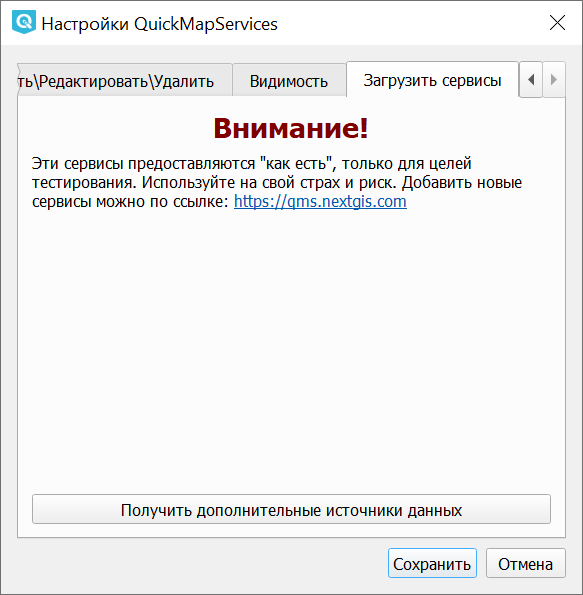 Настройки QuickMapServices
ть\Редактировать\Удалить Видимость Загрузить сервисы
Внимание!
Эти сервисы предоставляются "как есть", только для целей
тестирования. Используйте на свой страх и риск. Добавить новые
сервисы можно по ссылке: https://qms.nextgis.com
Получить дополнительные источники данных
Сохранить Отмена